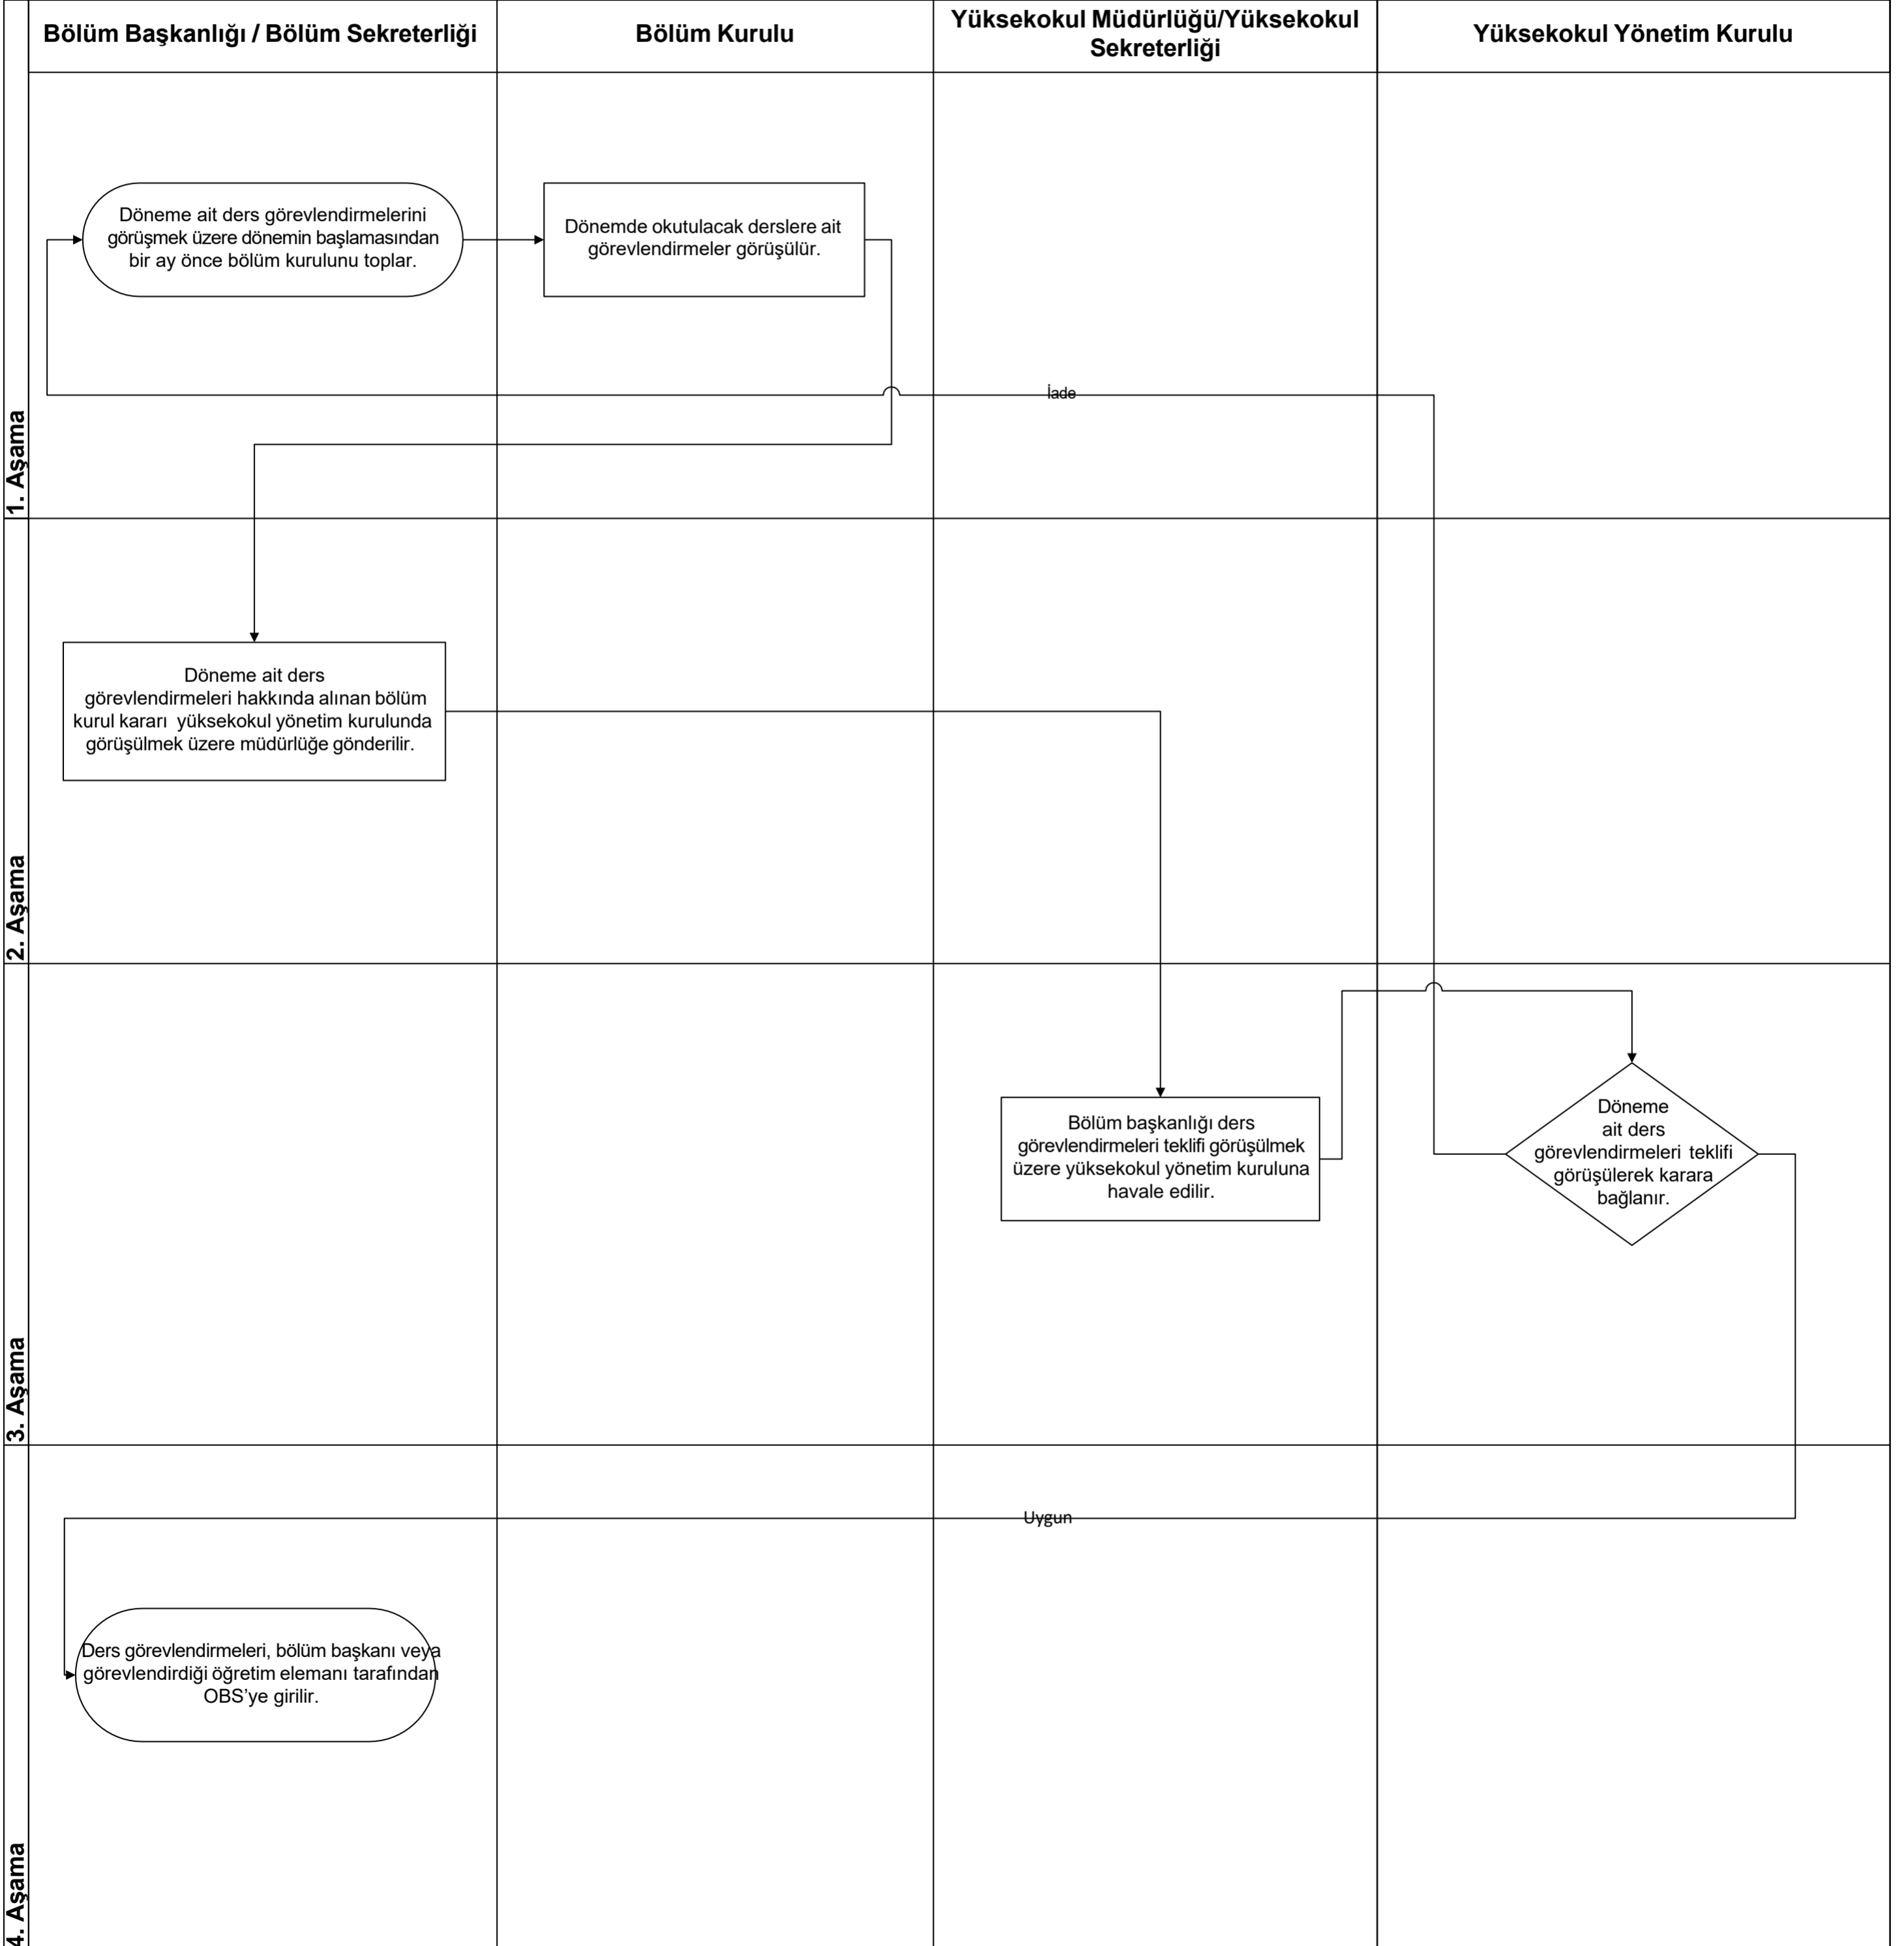 Bölüm Başkanlığı / Bölüm Sekreterliği
Bölüm Kurulu
Yüksekokul Müdürlüğü/Yüksekokul
Sekreterliği
Yüksekokul Yönetim Kurulu
1. Aşama
Döneme ait ders görevlendirmelerini
görüşmek üzere dönemin başlamasından
bir ay önce bölüm kurulunu toplar.
Dönemde okutulacak derslere ait
görevlendirmeler görüşülür.
İade
2. Aşama
Döneme ait ders
görevlendirmeleri hakkında alınan bölüm
kurul kararı yüksekokul yönetim kurulunda
görüşülmek üzere müdürlüğe gönderilir.
3. Aşama
Bölüm başkanlığı ders
görevlendirmeleri teklifi görüşülmek
üzere yüksekokul yönetim kuruluna
havale edilir.
Döneme
ait ders
görevlendirmeleri teklifi
görüşülerek karara
bağlanır.
4. Aşama
Uygun
Ders görevlendirmeleri, bölüm başkanı veya
görevlendirdiği öğretim elemanı tarafından
OBS’ye girilir.